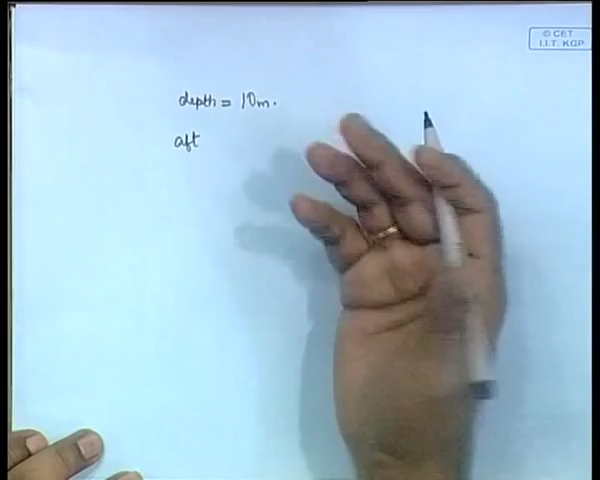 © CET
I.I.T. KGP
depth = 10m.
aft